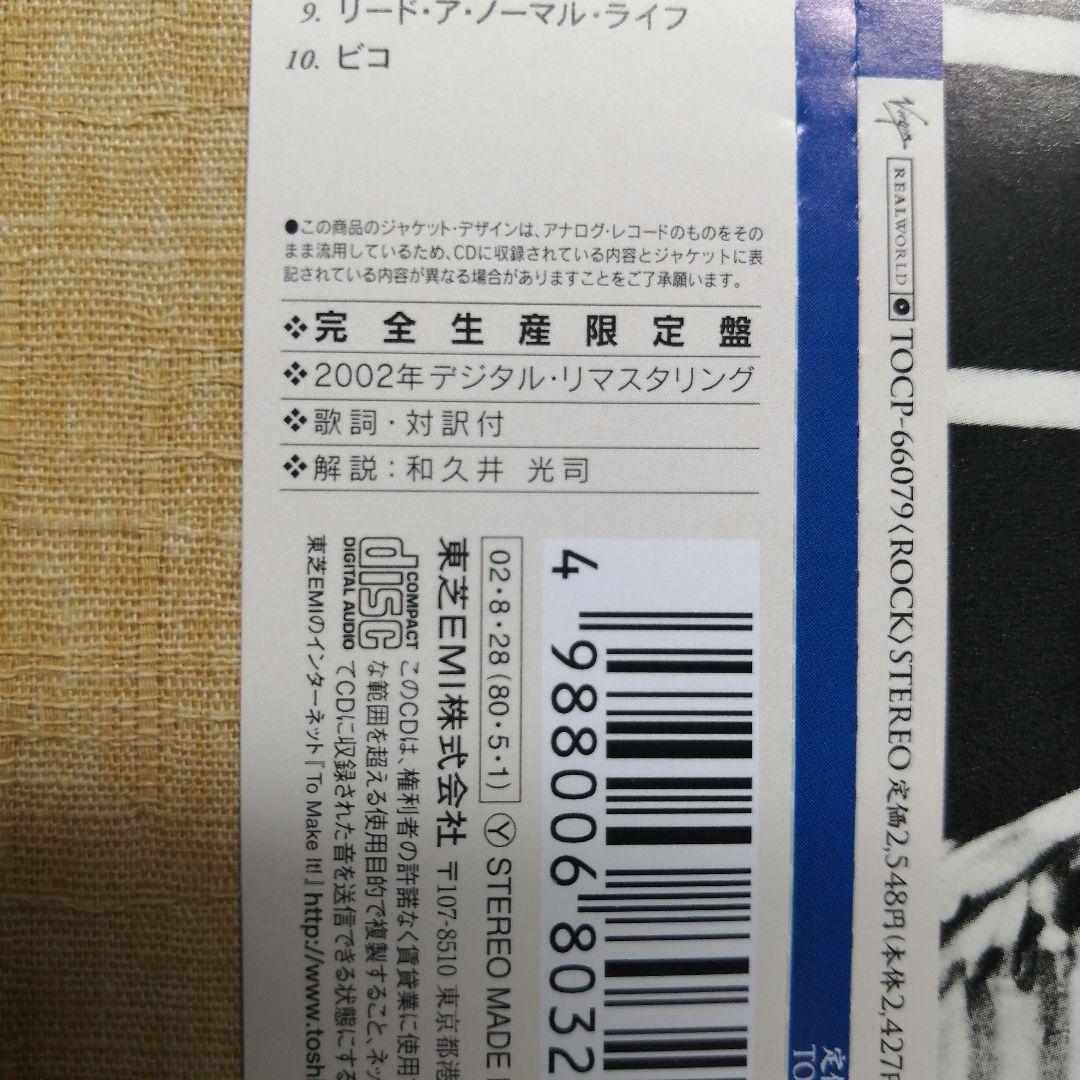 9. リード・ア・ノーマル・ライフ
10. ビコ
●この商品のジャケット・デザインは、アナログ・レコードのものをその
まま流用しているため、CDに収録されている内容とジャケットに表
記されている内容が異なる場合がありますことをご了承願います。
❖完全生産限定盤
❖2002年デジタル・リマスタリング
❖歌詞・対訳付
❖解説:和久井 光司
4 988006 8032
02・8・28(80・5・1) Ⓨ STEREO MADE
東芝EMI株式会社 〒107-8510 東京都港
COMPACT
disc
DIGITAL AUDIO
このCDは、権利者の許諾なく賃貸業に使用
な範囲を超える使用目的で複製すること、ネッ
てCDに収録された音を送信できる状態にする
東芝EMIのインターネット『To Make It!』http://www.tosh
Virgin
REALWORLD
TOCP-66079〈ROCK〉STEREO 定価2,548円(本体2,427円
定
TO